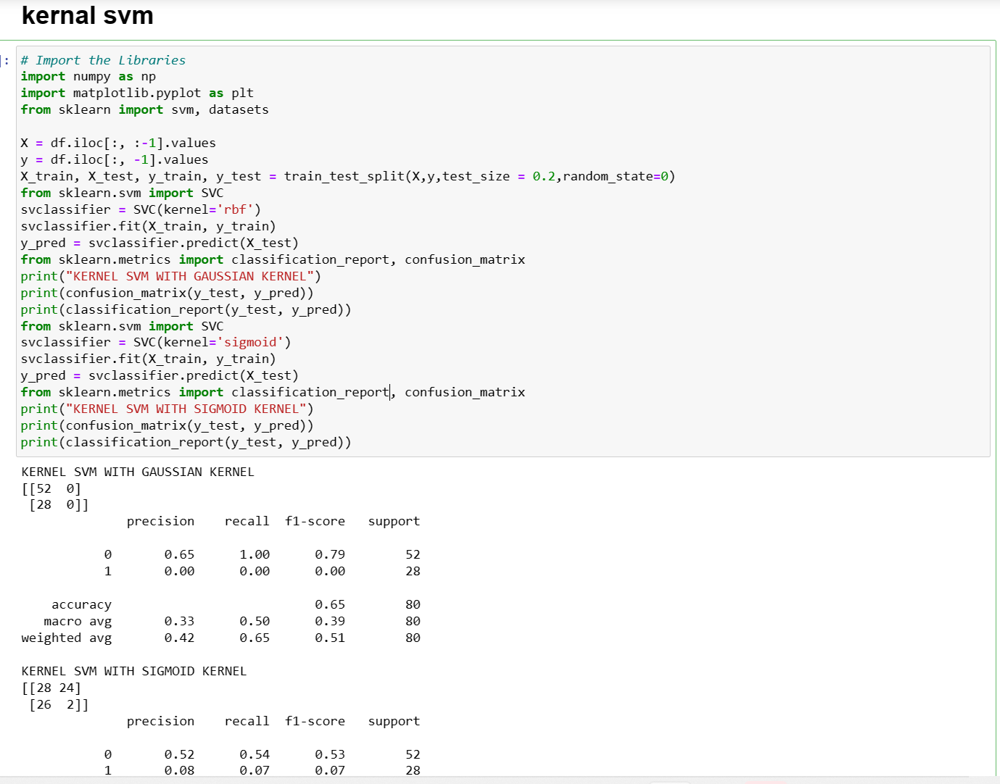 kernal svm
]:
# Import the Libraries
import numpy as np
import matplotlib.pyplot as plt
from sklearn import svm, datasets
X = df.iloc[:, :-1].values
y = df.iloc[:, -1].values
X_train, X_test, y_train, y_test = train_test_split(X,y,test_size = 0.2,random_state=0)
from sklearn.svm import SVC
svclassifier = SVC(kernel='rbf')
svclassifier.fit(X_train, y_train)
y_pred = svclassifier.predict(X_test)
from sklearn.metrics import classification_report, confusion_matrix
print("KERNEL SVM WITH GAUSSIAN KERNEL")
print(confusion_matrix(y_test, y_pred))
print(classification_report(y_test, y_pred))
from sklearn.svm import SVC
svclassifier = SVC(kernel='sigmoid')
svclassifier.fit(X_train, y_train)
y_pred = svclassifier.predict(X_test)
from sklearn.metrics import classification_report, confusion_matrix
print("KERNEL SVM WITH SIGMOID KERNEL")
print(confusion_matrix(y_test, y_pred))
print(classification_report(y_test, y_pred))
KERNEL SVM WITH GAUSSIAN KERNEL
[[52  0]
 [28  0]]
              precision    recall  f1-score   support
           0       0.65      1.00      0.79        52
           1       0.00      0.00      0.00        28
    accuracy                           0.65        80
   macro avg       0.33      0.50      0.39        80
weighted avg       0.42      0.65      0.51        80
KERNEL SVM WITH SIGMOID KERNEL
[[28 24]
 [26  2]]
              precision    recall  f1-score   support
           0       0.52      0.54      0.53        52
           1       0.08      0.07      0.07        28